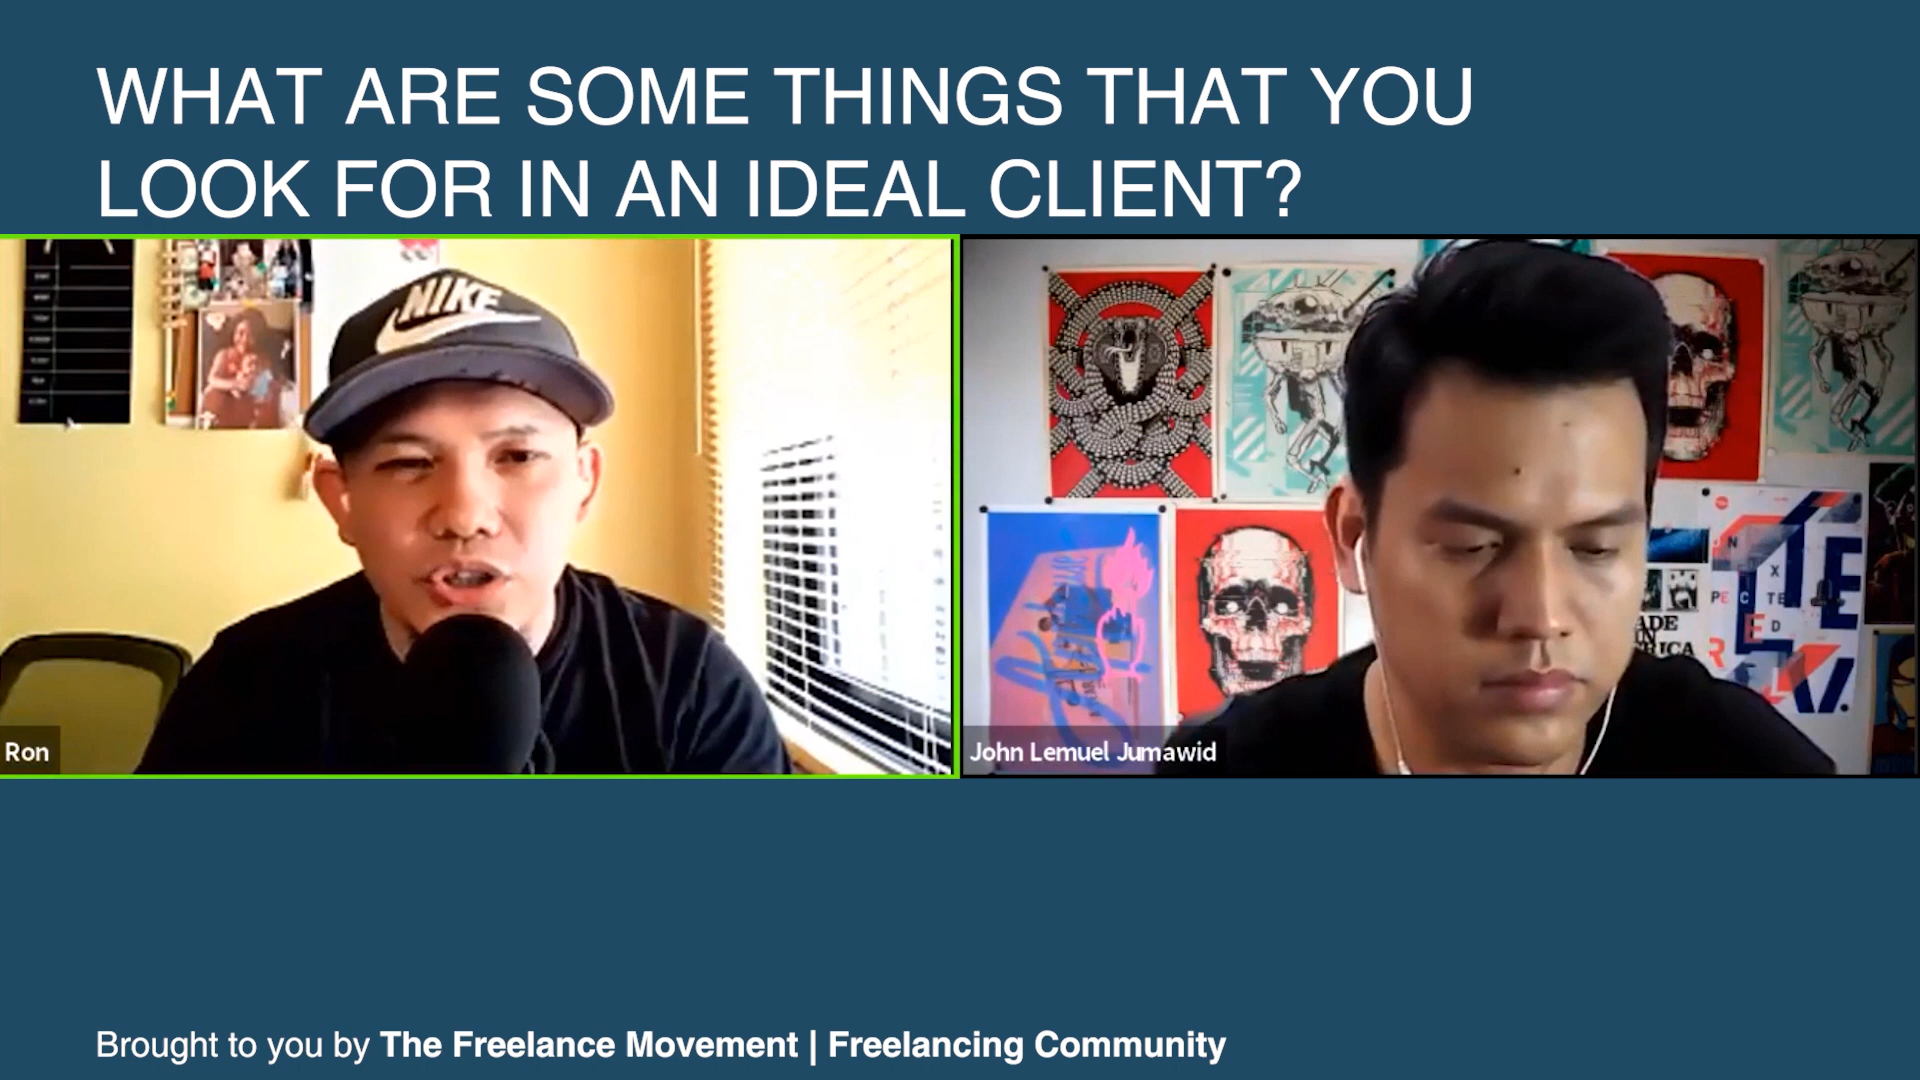 WHAT ARE SOME THINGS THAT YOU
LOOK FOR IN AN IDEAL CLIENT?
NIKE
Ron
John Lemuel Jumawid
Brought to you by The Freelance Movement | Freelancing Community